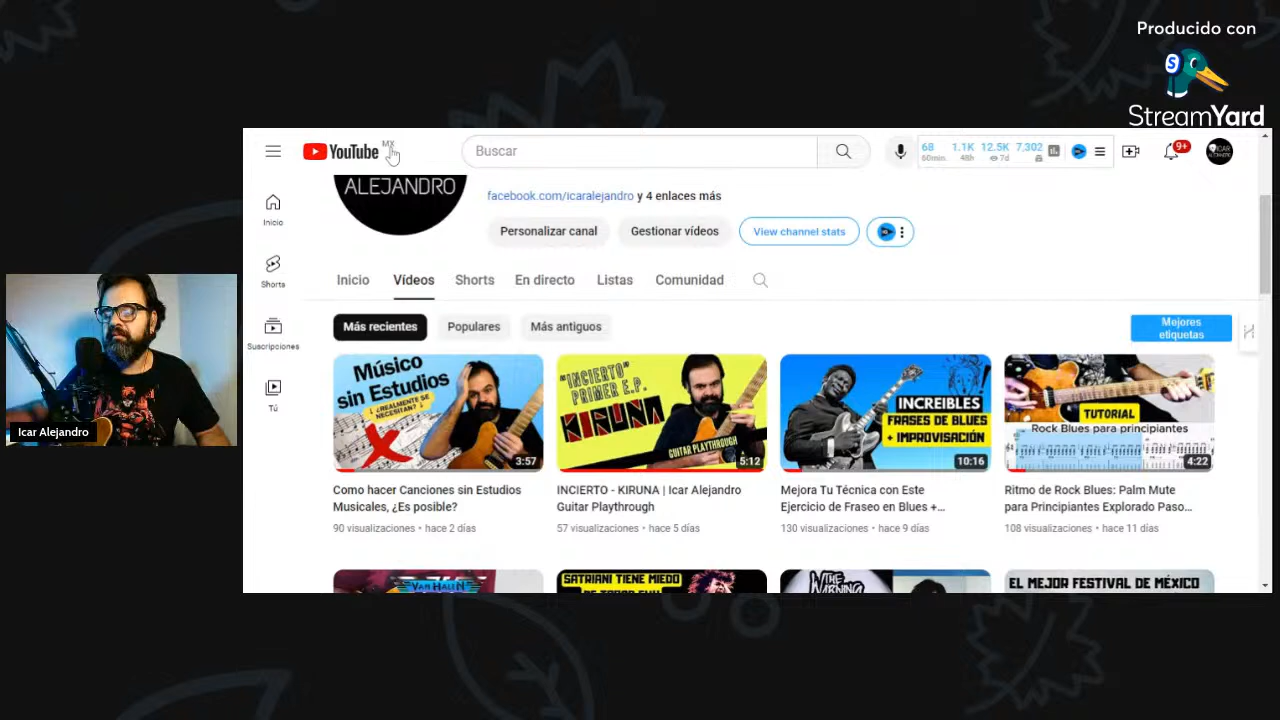 Producido con
StreamYard
YouTube MX
Buscar
68 1.1K 12.5K 7,302
60min. 48h 7d
9+
ALEJANDRO
facebook.com/icaralejandro y 4 enlaces más
Personalizar canal
Gestionar vídeos
View channel stats
Inicio
Shorts
Suscripciones
Tú
Inicio
Vídeos
Shorts
En directo
Listas
Comunidad
Más recientes
Populares
Más antiguos
Mejores
etiquetas
Icar Alejandro
Músico
sin Estudios
¿REALMENTE SE
NECESITAN?
3:57
Como hacer Canciones sin Estudios
Musicales, ¿Es posible?
90 visualizaciones • hace 2 días
"INCIERTO"
PRIMER E.P.
KIRUNA
GUITAR PLAYTHROUGH
5:12
INCIERTO - KIRUNA | Icar Alejandro
Guitar Playthrough
57 visualizaciones • hace 5 días
INCREIBLES
FRASES DE BLUES
+ IMPROVISACIÓN
10:16
Mejora Tu Técnica con Este
Ejercicio de Fraseo en Blues +...
130 visualizaciones • hace 9 días
TUTORIAL
Rock Blues para principiantes
4:22
Ritmo de Rock Blues: Palm Mute
para Principiantes Explorado Paso...
108 visualizaciones • hace 11 días
VAN HALEN
SATRIANI TIENE MIEDO
DE TOCAR EVH
THE WARNING
EL MEJOR FESTIVAL DE MÉXICO